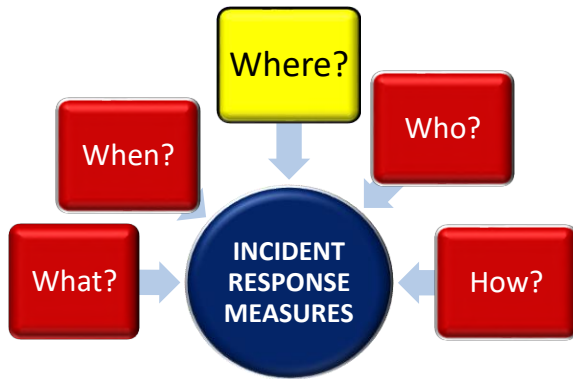 Where?
Who?
When?
What?
INCIDENT
RESPONSE
MEASURES
How?